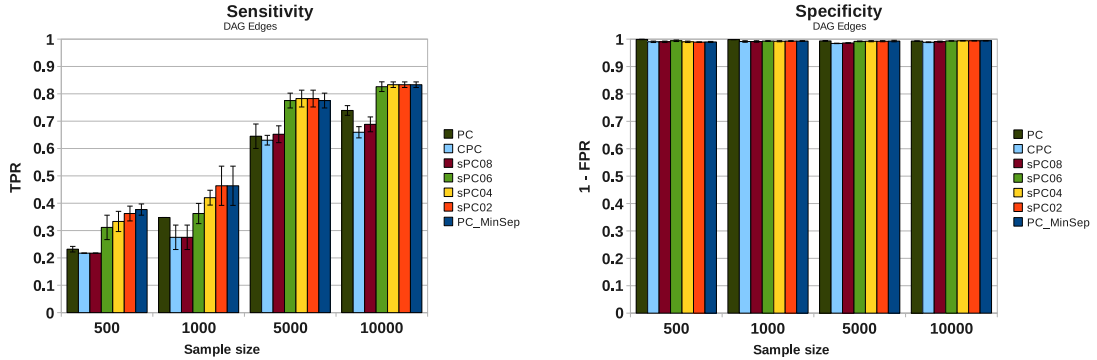 Sensitivity
DAG Edges
TPR
1
0.9
0.8
0.7
0.6
0.5
0.4
0.3
0.2
0.1
0
500 1000 5000 10000
Sample size
PC
CPC
sPC08
sPC06
sPC04
sPC02
PC_MinSep
Specificity
DAG Edges
1 - FPR
1
0.9
0.8
0.7
0.6
0.5
0.4
0.3
0.2
0.1
0
500 1000 5000 10000
Sample size
PC
CPC
sPC08
sPC06
sPC04
sPC02
PC_MinSep